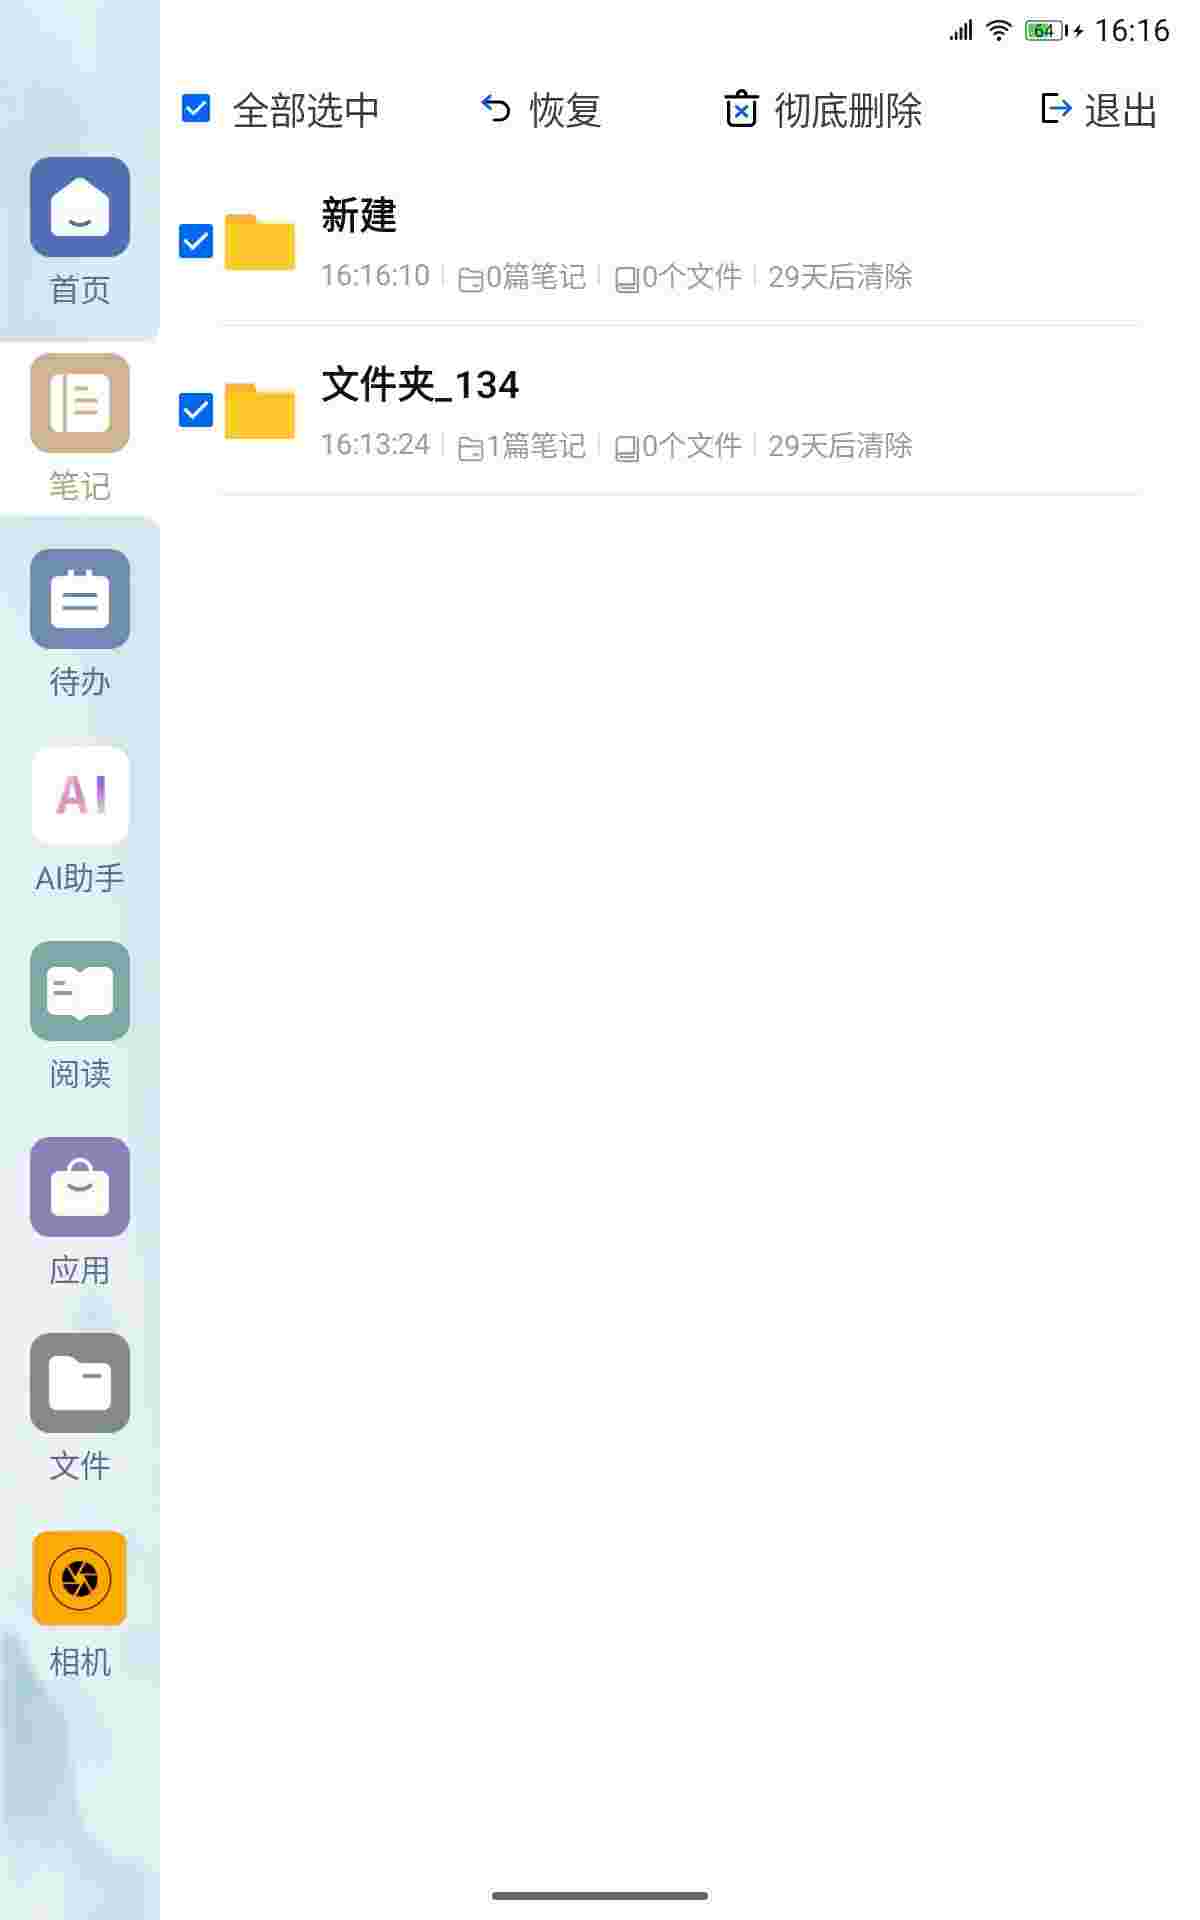 64 16:16
全部选中 恢复 彻底删除 退出
新建
16:16:10 0篇笔记 0个文件 29天后清除
文件夹_134
16:13:24 1篇笔记 0个文件 29天后清除
首页
笔记
待办
AI
AI助手
阅读
应用
文件
相机